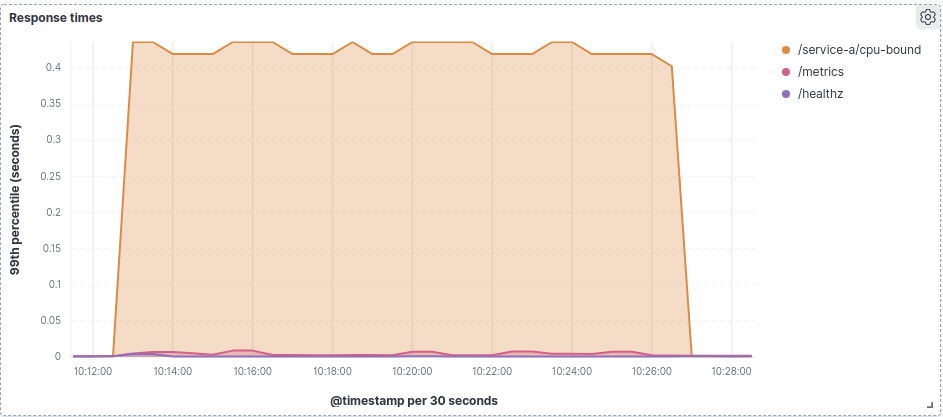 Response times
/service-a/cpu-bound
/metrics
/healthz
99th percentile (seconds)
0.4
0.35
0.3
0.25
0.2
0.15
0.1
0.05
0
10:12:00 10:14:00 10:16:00 10:18:00 10:20:00 10:22:00 10:24:00 10:26:00 10:28:00
@timestamp per 30 seconds